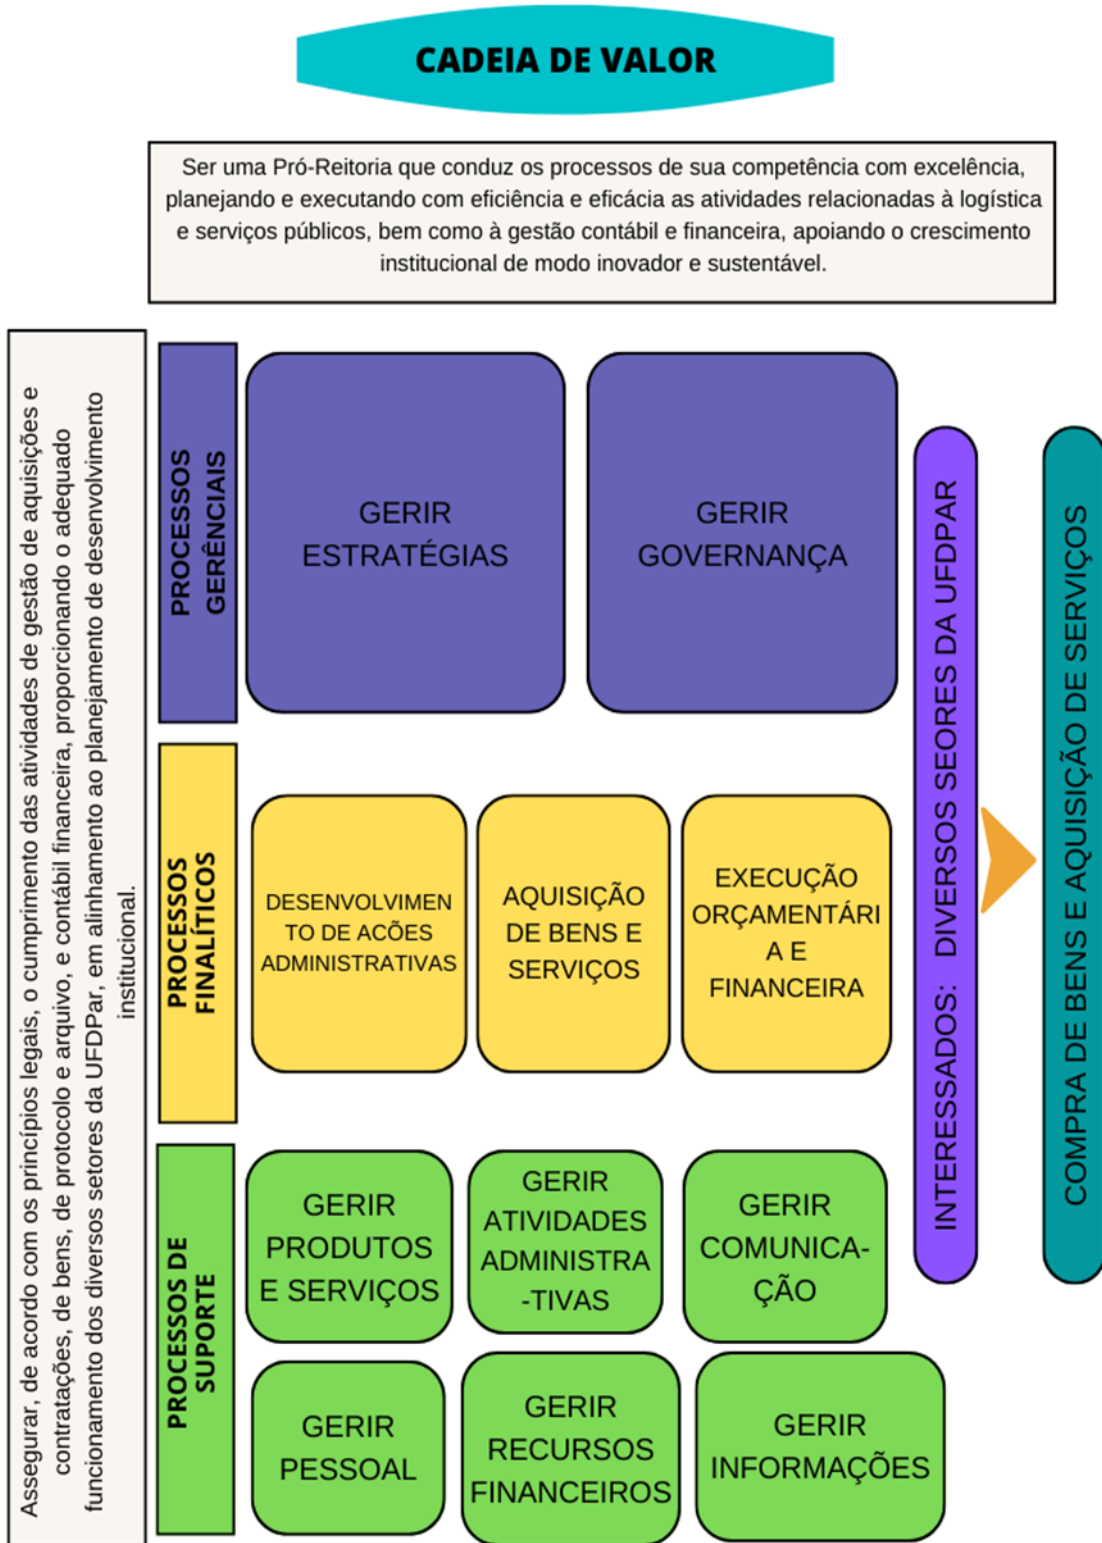 CADEIA DE VALOR
Ser uma Pró-Reitoria que conduz os processos de sua competência com excelência,
planejando e executando com eficiência e eficácia as atividades relacionadas à logística
e serviços públicos, bem como à gestão contábil e financeira, apoiando o crescimento
institucional de modo inovador e sustentável.
Assegurar, de acordo com os princípios legais, o cumprimento das atividades de gestão de aquisições e
contratações, de bens, de protocolo e arquivo, e contábil financeira, proporcionando o adequado
funcionamento dos diversos setores da UFDPar, em alinhamento ao planejamento de desenvolvimento
institucional.
PROCESSOS
GERÊNCIAIS
GERIR
ESTRATÉGIAS
GERIR
GOVERNANÇA
PROCESSOS
FINALÍTICOS
DESENVOLVIMEN
TO DE ACÕES
ADMINISTRATIVAS
AQUISIÇÃO
DE BENS E
SERVIÇOS
EXECUÇÃO
ORÇAMENTÁRI
A E
FINANCEIRA
PROCESSOS DE
SUPORTE
GERIR
PRODUTOS
E SERVIÇOS
GERIR
ATIVIDADES
ADMINISTRA
-TIVAS
GERIR
COMUNICA-
ÇÃO
GERIR
PESSOAL
GERIR
RECURSOS
FINANCEIROS
GERIR
INFORMAÇÕES
INTERESSADOS: DIVERSOS SEORES DA UFDPAR
COMPRA DE BENS E AQUISIÇÃO DE SERVIÇOS